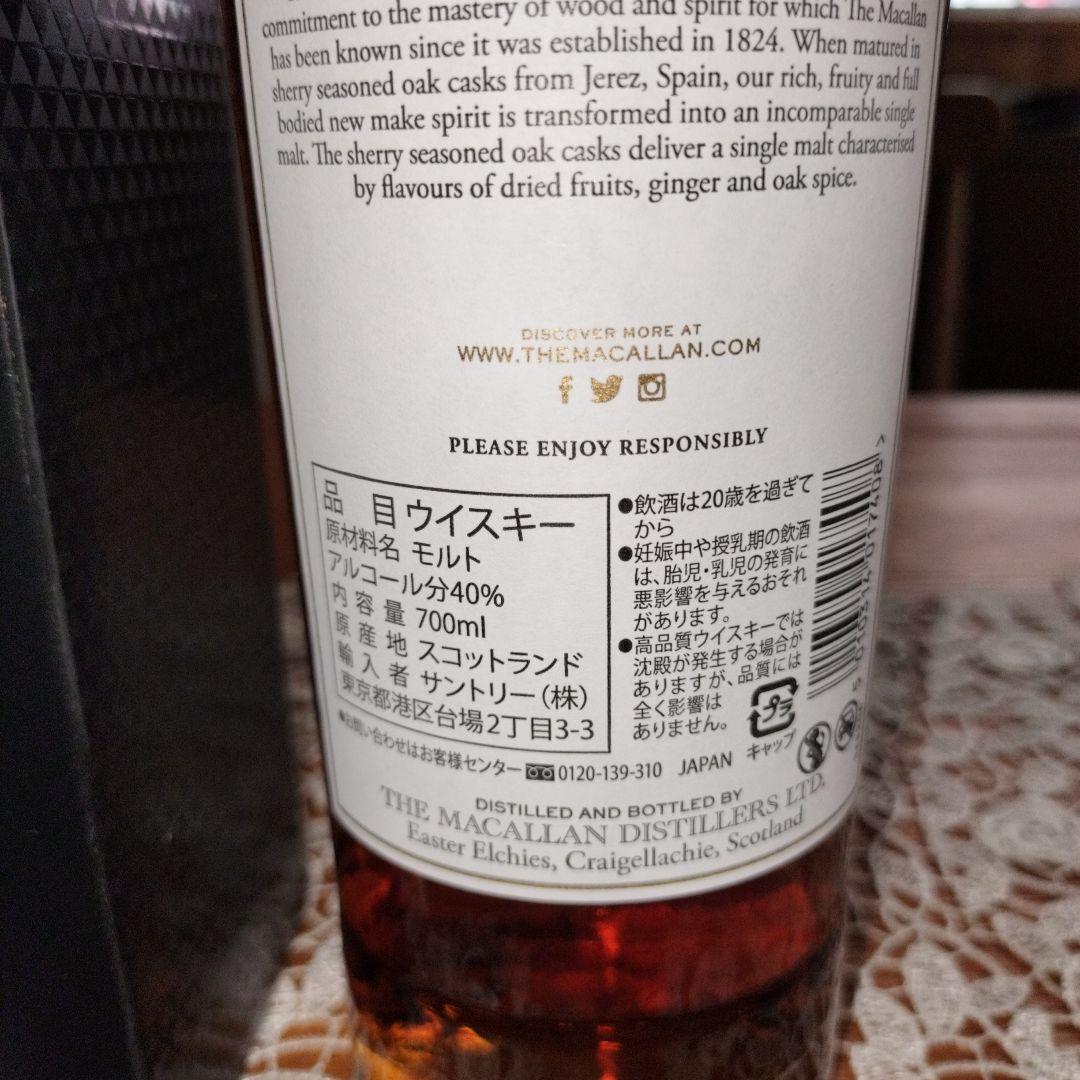 commitment to the mastery of wood and spirit for which The Macallan
has been known since it was established in 1824. When matured in
sherry seasoned oak casks from Jerez, Spain, our rich, fruity and full
bodied new make spirit is transformed into an incomparable single
malt. The sherry seasoned oak casks deliver a single malt characterised
by flavours of dried fruits, ginger and oak spice.
DISCOVER MORE AT
WWW.THEMACALLAN.COM
PLEASE ENJOY RESPONSIBLY
品 目 ウイスキー
原材料名 モルト
アルコール分40%
内容量 700ml
原産地 スコットランド
輸入者 サントリー(株)
東京都港区台場2丁目3-3
●飲酒は20歳を過ぎて
から
●妊娠中や授乳期の飲酒
は、胎児・乳児の発育に
悪影響を与えるおそれ
があります。
●高品質ウイスキーでは
沈殿が発生する場合が
ありますが、品質には
全く影響は
ありません。
プラ
キャップ
●お問い合わせはお客様センター 0120-139-310 JAPAN
DISTILLED AND BOTTLED BY
THE MACALLAN DISTILLERS LTD.
Easter Elchies, Craigellachie, Scotland